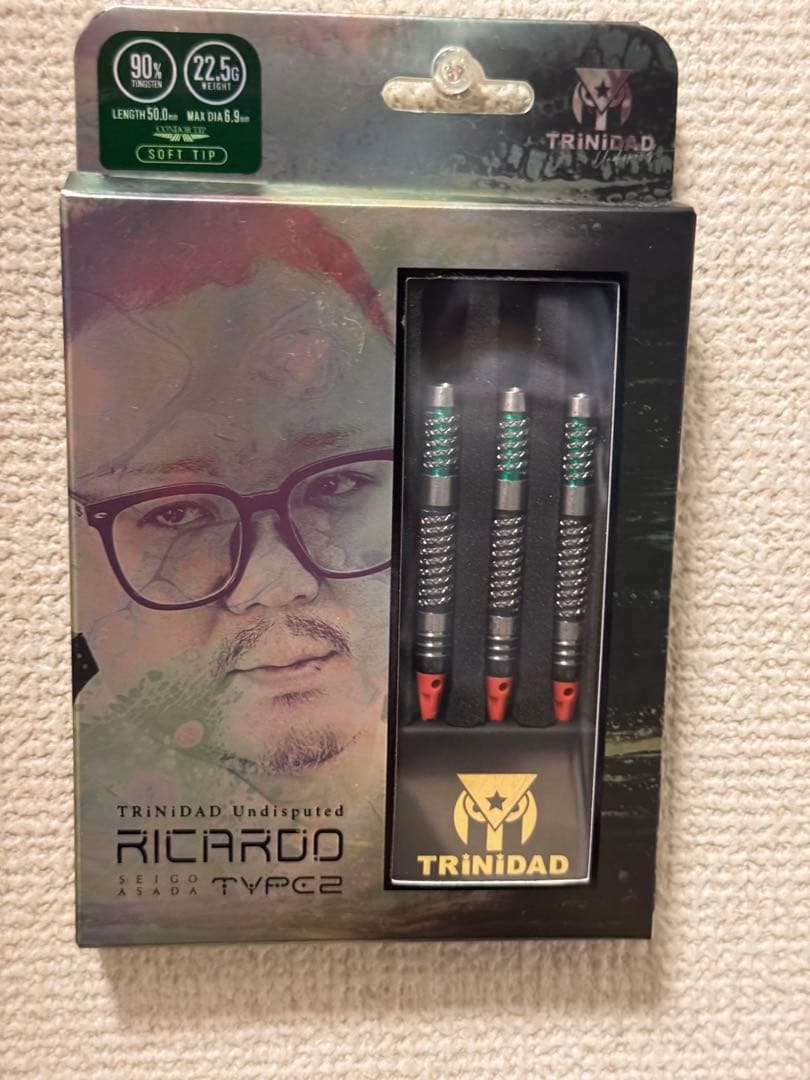 90%
TUNGSTEN
22.5G
WEIGHT
LENGTH 50.0mm MAX DIA 6.9mm
CONDOR TIP
SOFT TIP
TRiNiDAD
Undisputed
TRiNiDAD Undisputed
RICARDO
SEIGO
ASADA
TYPE2
TRiNiDAD